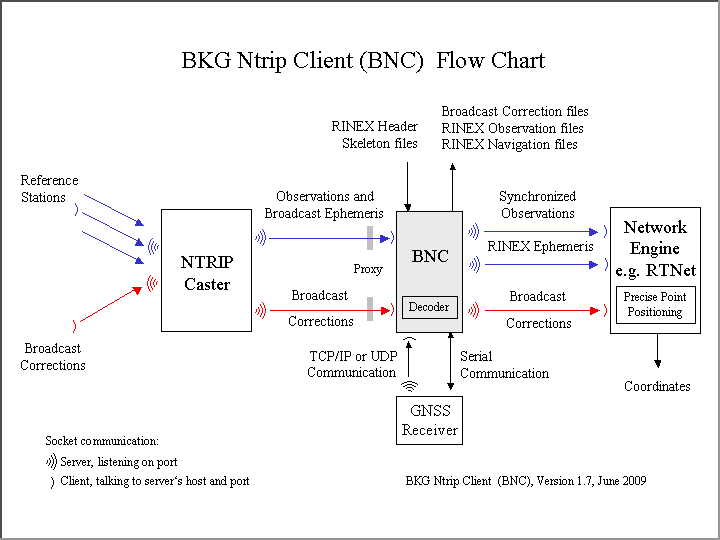 BKG Ntrip Client (BNC)  Flow Chart
RINEX Header
Skeleton files
Broadcast Correction files
RINEX Observation files
RINEX Navigation files
Reference
Stations
Observations and
Broadcast Ephemeris
Synchronized
Observations
NTRIP
Caster
Proxy
BNC
RINEX Ephemeris
Network
Engine
e.g. RTNet
Broadcast
Corrections
Decoder
Broadcast
Corrections
Precise Point
Positioning
Broadcast
Corrections
TCP/IP or UDP
Communication
Serial
Communication
Coordinates
GNSS
Receiver
Socket communication:
Server, listening on port
Client, talking to server‘s host and port
BKG Ntrip Client  (BNC), Version 1.7, June 2009